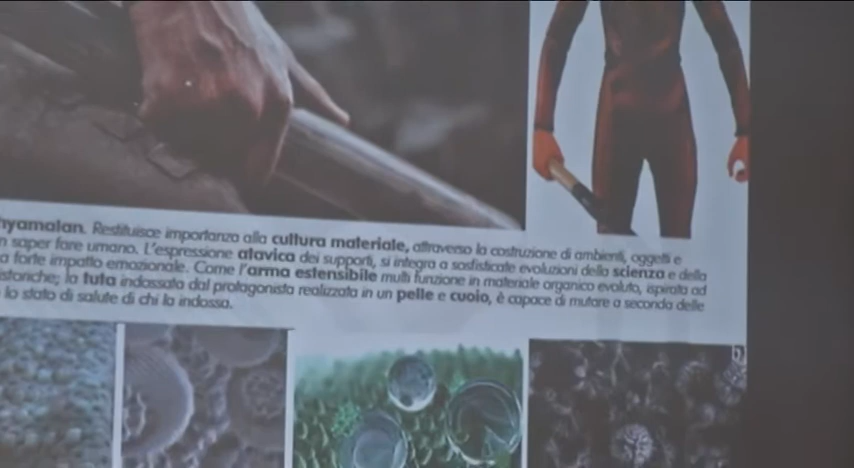 hyamalan. Restituisce importanza alla cultura materiale, attraverso la costruzione di ambienti, oggetti e
n saper fare umano. L'espressione atavica dei supporti, si integra a sosfisticate evoluzioni della scienza e della
a forte impatto emozionale. Come l'arma estensibile multi funzione in materiale organico evoluto, ispirata ad
istoriche; la tuta indossata dal protagonista realizzata in un pelle e cuoio, è capace di mutare a seconda delle
lo stato di salute di chi la indossa.